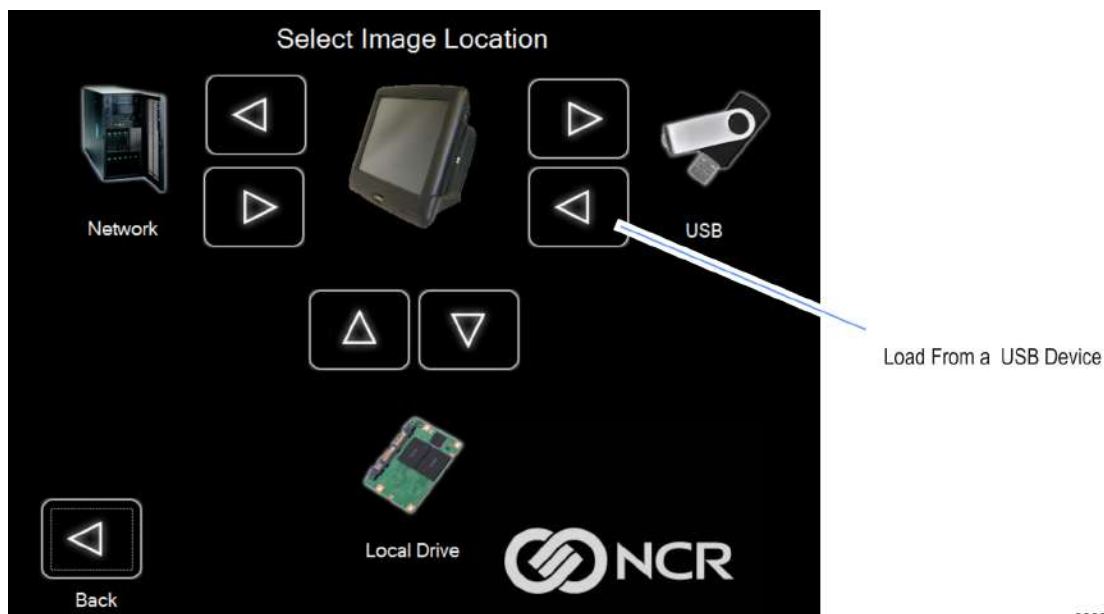 Select Image Location
Network
USB
Load From a USB Device
Local Drive
NCR
Back